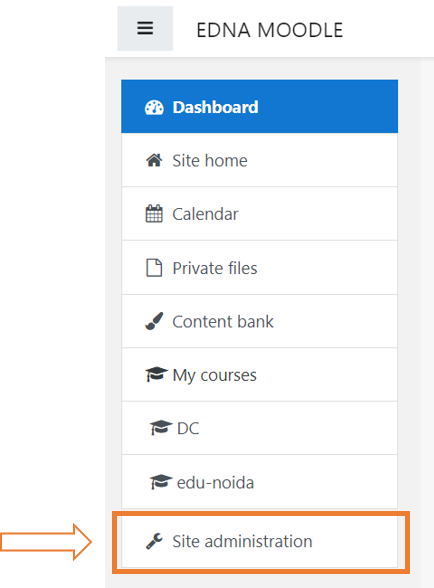 EDNA MOODLE
Dashboard
Site home
Calendar
Private files
Content bank
My courses
DC
edu-noida
Site administration